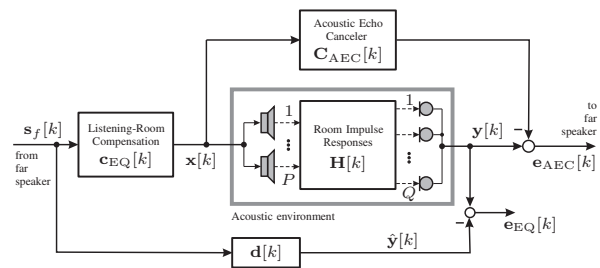 Acoustic Echo
Canceler
C_AEC[k]
to
far
speaker
s_f[k]
Listening-Room
Compensation
c_EQ[k]
from
far
speaker
x[k]
1
P
Room Impulse
Responses
H[k]
1
Q
y[k]
e_AEC[k]
Acoustic environment
e_EQ[k]
d[k]
ŷ[k]